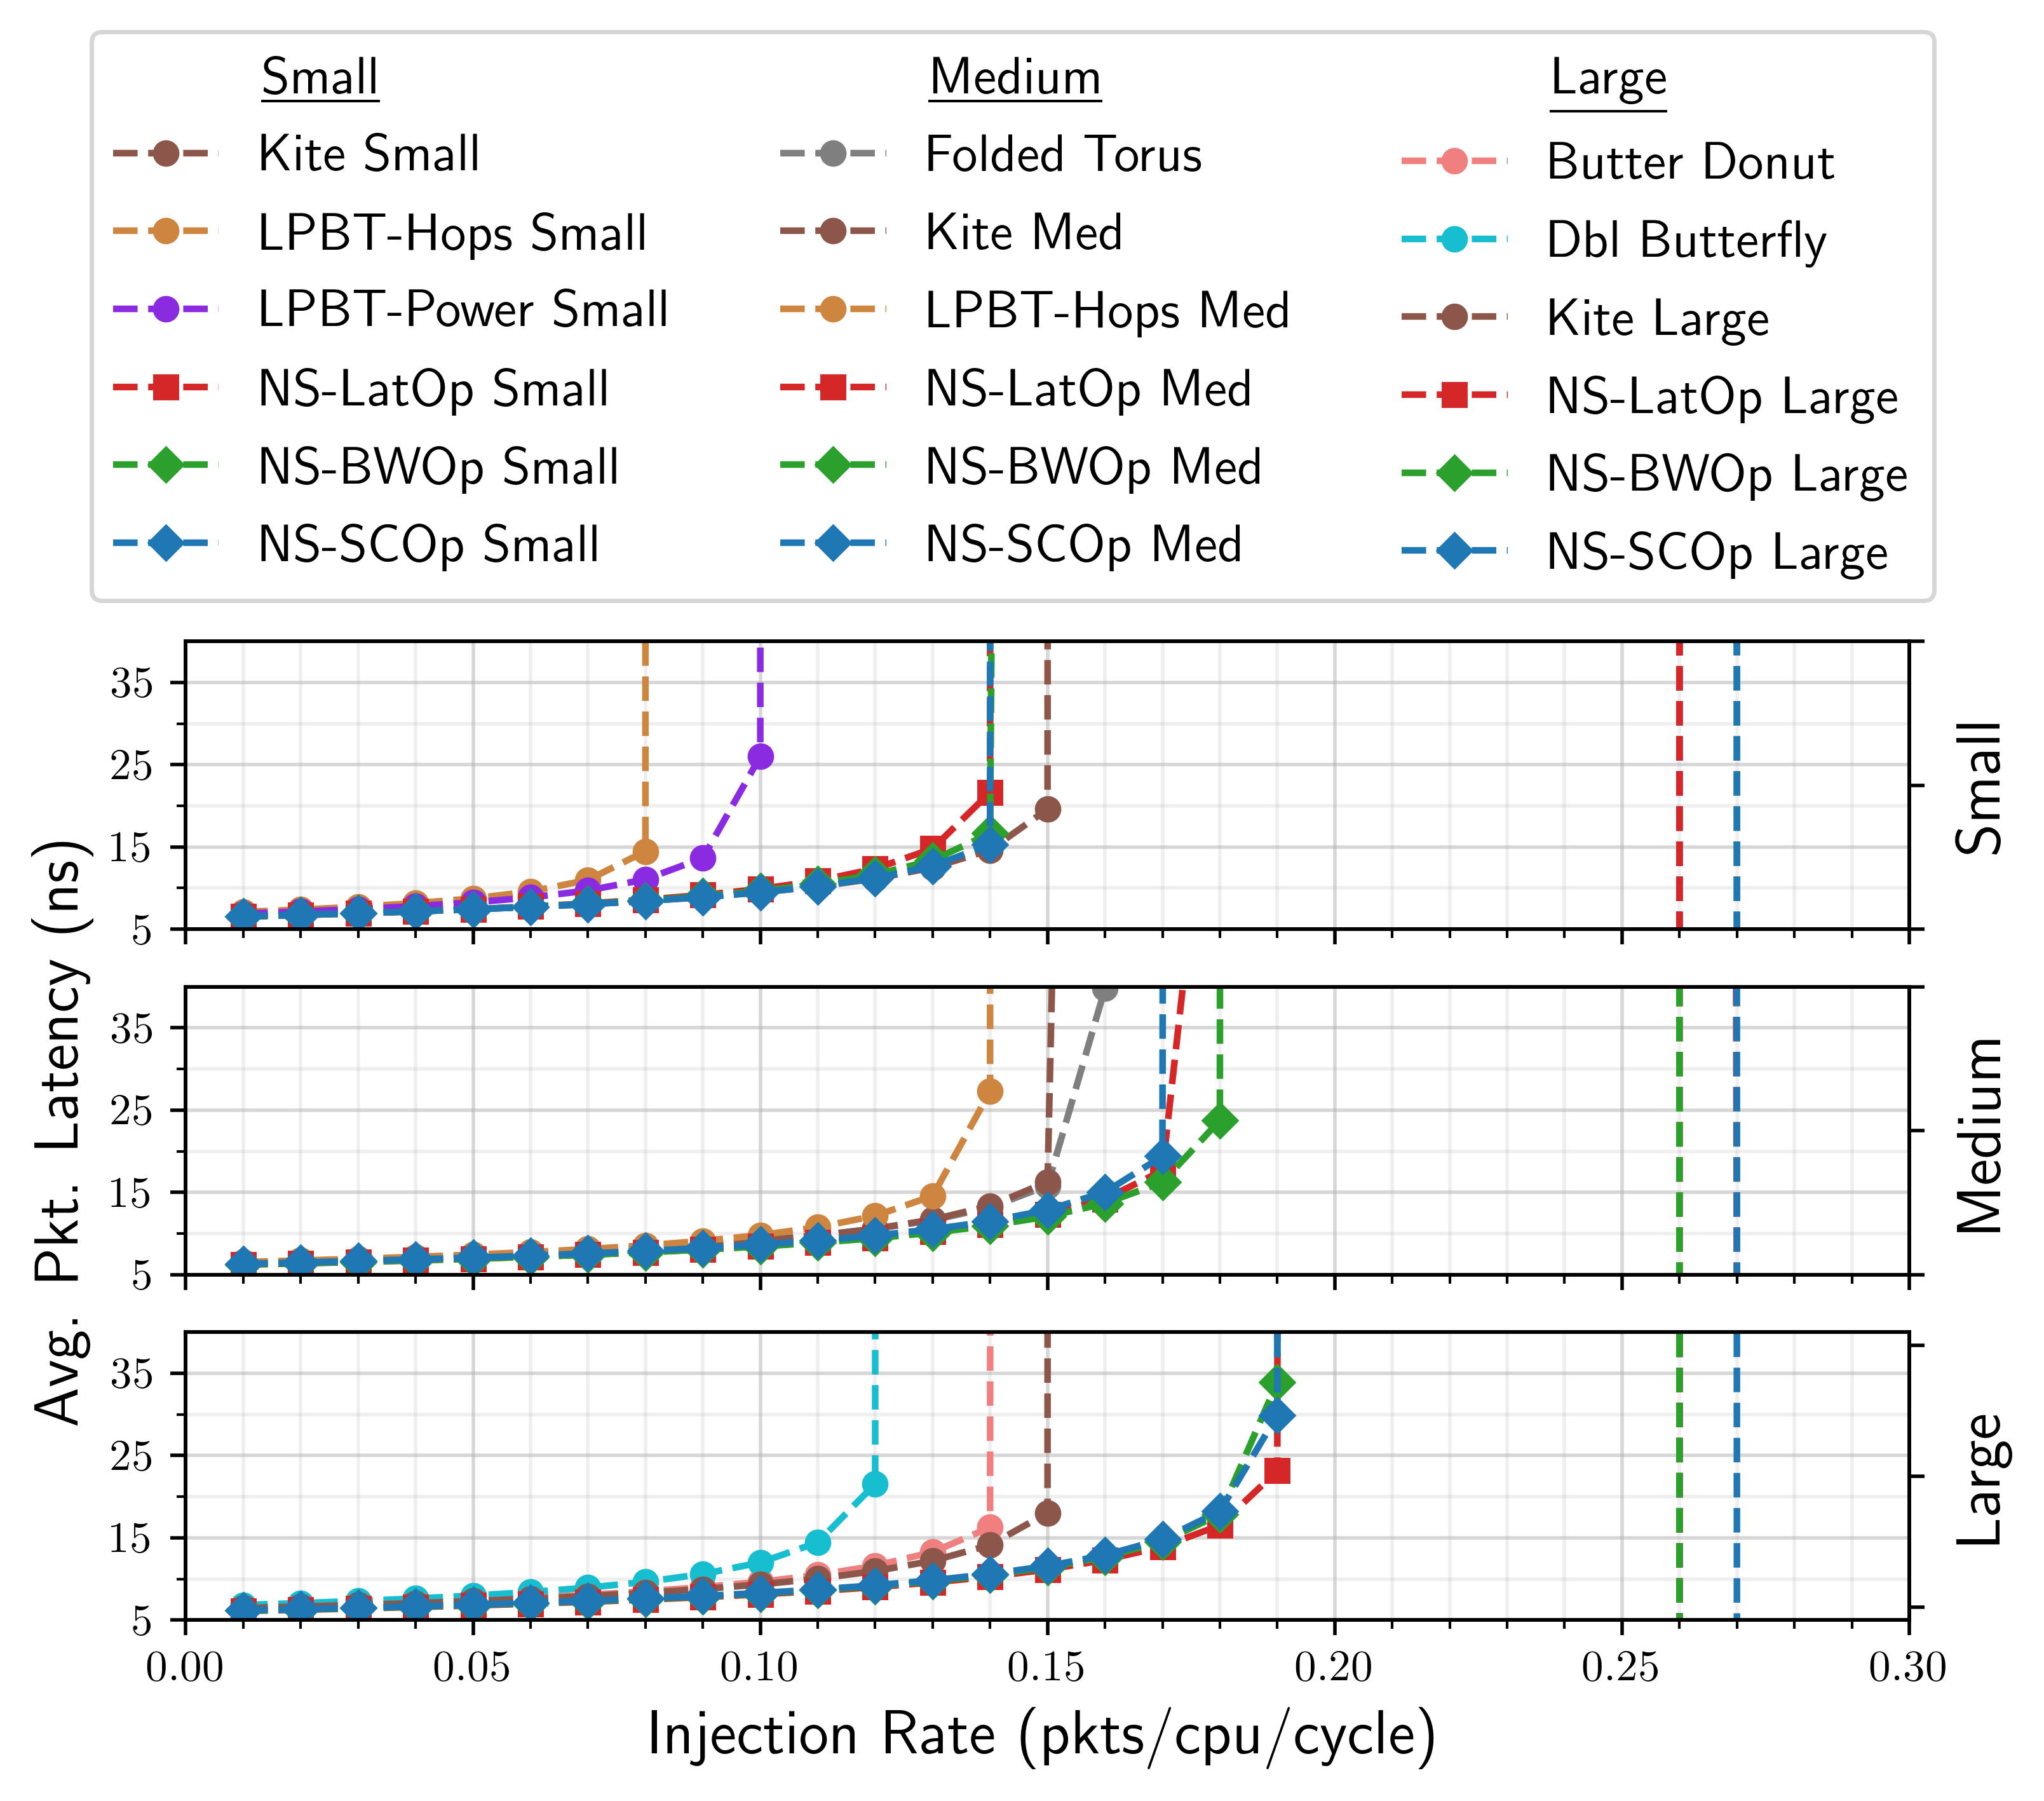 Small
Kite Small
LPBT-Hops Small
LPBT-Power Small
NS-LatOp Small
NS-BWOp Small
NS-SCOp Small
Medium
Folded Torus
Kite Med
LPBT-Hops Med
NS-LatOp Med
NS-BWOp Med
NS-SCOp Med
Large
Butter Donut
Dbl Butterfly
Kite Large
NS-LatOp Large
NS-BWOp Large
NS-SCOp Large
Avg. Pkt. Latency (ns)
35
25
15
5
Small
35
25
15
5
Medium
35
25
15
5
Large
0.00 0.05 0.10 0.15 0.20 0.25 0.30
Injection Rate (pkts/cpu/cycle)